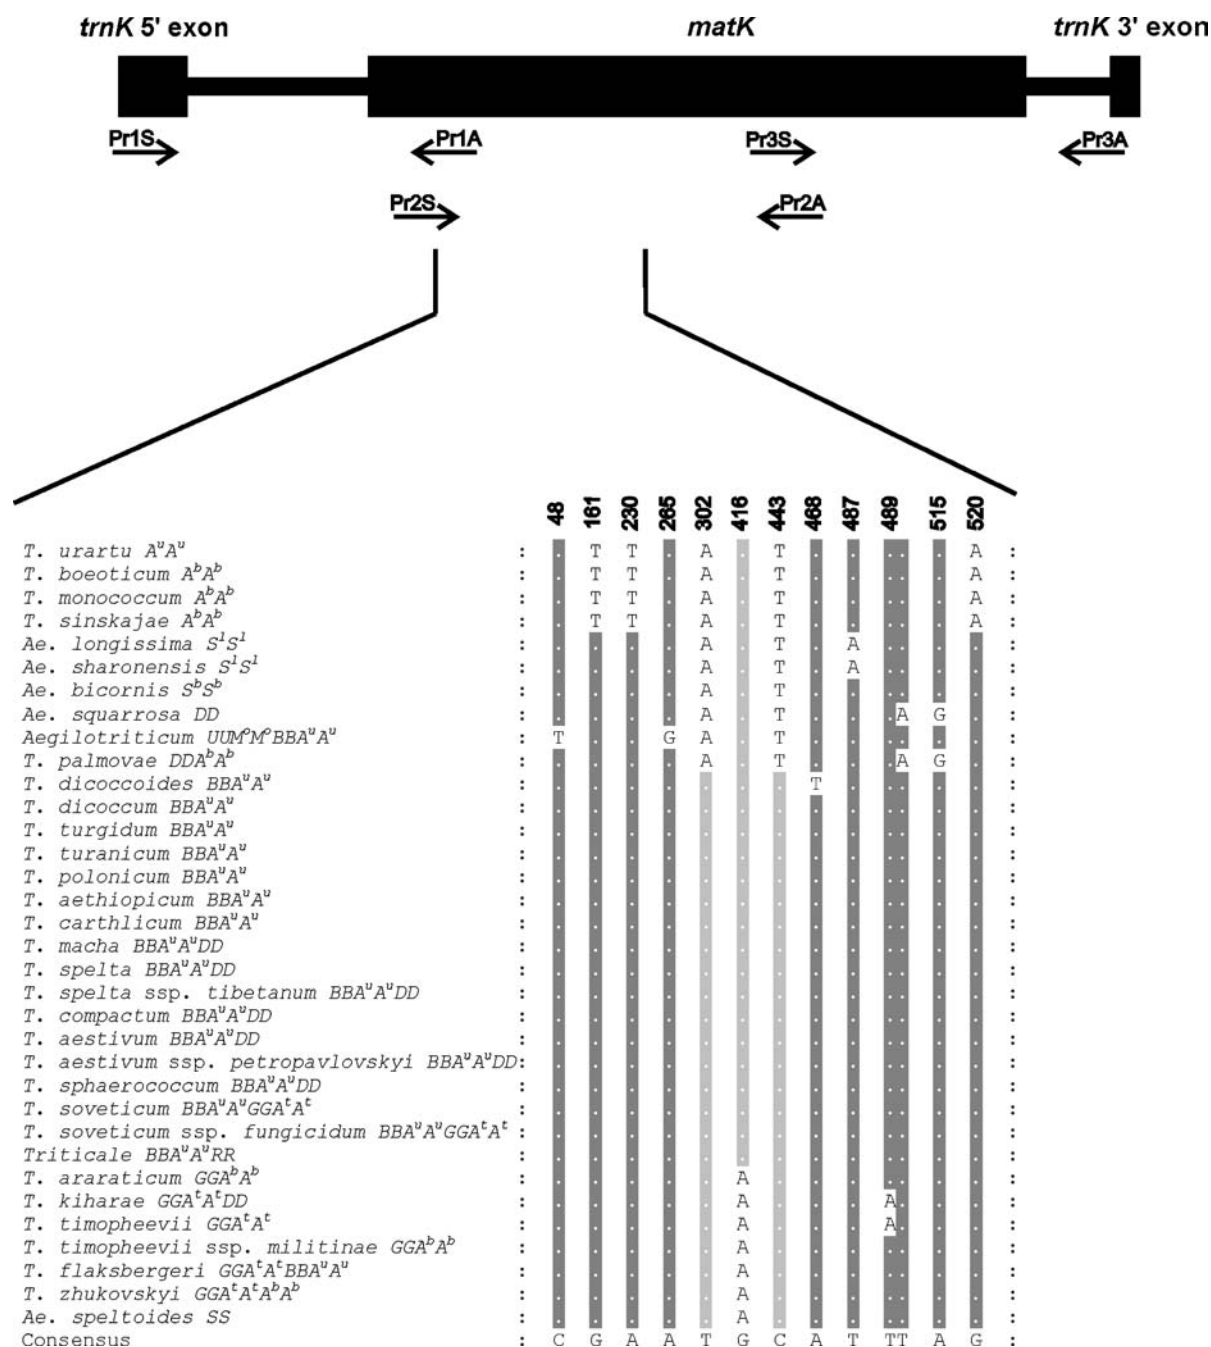 trnK 5' exon matK trnK 3' exon
Pr1S Pr1A Pr3S Pr3A
Pr2S Pr2A
48 161 230 265 302 416 443 468 487 489 515 520
T. urartu AᵘAᵘ : . T T . A . T . . .. . A :
T. boeoticum AᵇAᵇ : . T T . A . T . . .. . A :
T. monococcum AᵇAᵇ : . T T . A . T . . .. . A :
T. sinskajae AᵇAᵇ : . T T . A . T . . .. . A :
Ae. longissima SˡSˡ : . . . . A . T . A .. . . :
Ae. sharonensis SˡSˡ : . . . . A . T . A .. . . :
Ae. bicornis SᵇSᵇ : . . . . A . T . . .. . . :
Ae. squarrosa DD : . . . . A . T . . .A G . :
Aegilotriticum UUMᵒMᵒBBAᵘAᵘ : T . . G A . T . . .. . . :
T. palmovae DDAᵇAᵇ : . . . . A . T . . .A G . :
T. dicoccoides BBAᵘAᵘ : . . . . . . . T . .. . . :
T. dicoccum BBAᵘAᵘ : . . . . . . . . . .. . . :
T. turgidum BBAᵘAᵘ : . . . . . . . . . .. . . :
T. turanicum BBAᵘAᵘ : . . . . . . . . . .. . . :
T. polonicum BBAᵘAᵘ : . . . . . . . . . .. . . :
T. aethiopicum BBAᵘAᵘ : . . . . . . . . . .. . . :
T. carthlicum BBAᵘAᵘ : . . . . . . . . . .. . . :
T. macha BBAᵘAᵘDD : . . . . . . . . . .. . . :
T. spelta BBAᵘAᵘDD : . . . . . . . . . .. . . :
T. spelta ssp. tibetanum BBAᵘAᵘDD : . . . . . . . . . .. . . :
T. compactum BBAᵘAᵘDD : . . . . . . . . . .. . . :
T. aestivum BBAᵘAᵘDD : . . . . . . . . . .. . . :
T. aestivum ssp. petropavlovskyi BBAᵘAᵘDD: . . . . . . . . . .. . . :
T. sphaerococcum BBAᵘAᵘDD : . . . . . . . . . .. . . :
T. soveticum BBAᵘAᵘGGAᵗAᵗ : . . . . . . . . . .. . . :
T. soveticum ssp. fungicidum BBAᵘAᵘGGAᵗAᵗ : . . . . . . . . . .. . . :
Triticale BBAᵘAᵘRR : . . . . . . . . . .. . . :
T. araraticum GGAᵇAᵇ : . . . . . A . . . .. . . :
T. kiharae GGAᵗAᵗDD : . . . . . A . . . A. . . :
T. timopheevii GGAᵗAᵗ : . . . . . A . . . A. . . :
T. timopheevii ssp. militinae GGAᵇAᵇ : . . . . . A . . . .. . . :
T. flaksbergeri GGAᵗAᵗBBAᵘAᵘ : . . . . . A . . . .. . . :
T. zhukovskyi GGAᵗAᵗAᵇAᵇ : . . . . . A . . . .. . . :
Ae. speltoides SS : . . . . . A . . . .. . . :
Consensus : C G A A T G C A T TT A G :